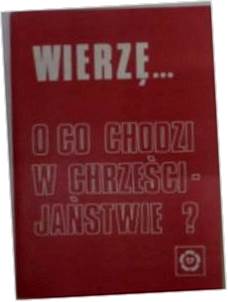 WIERZĘ...
O CO CHODZI
W CHRZEŚCI-
JAŃSTWIE ?